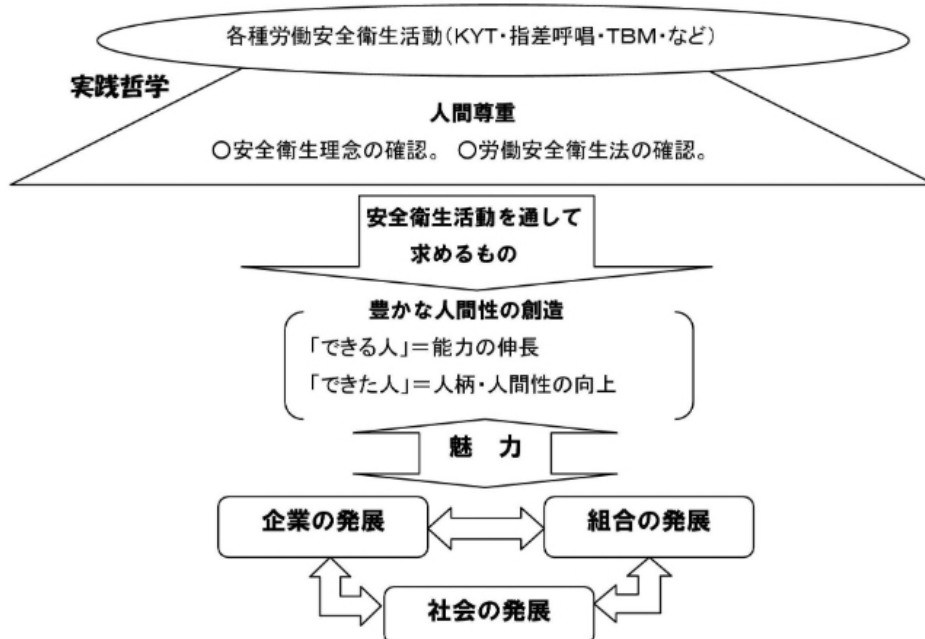 各種労働安全衛生活動(KYT・指差呼唱・TBM・など)
実践哲学
人間尊重
○安全衛生理念の確認。 ○労働安全衛生法の確認。
安全衛生活動を通して
求めるもの
豊かな人間性の創造
「できる人」=能力の伸長
「できた人」=人柄・人間性の向上
魅 力
企業の発展
組合の発展
社会の発展